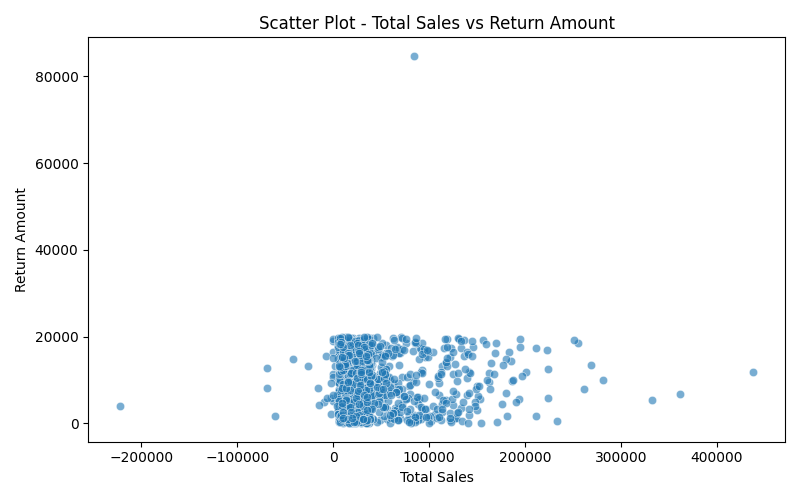 Scatter Plot - Total Sales vs Return Amount
80000
60000
40000
20000
0
Return Amount
−200000 −100000 0 100000 200000 300000 400000
Total Sales